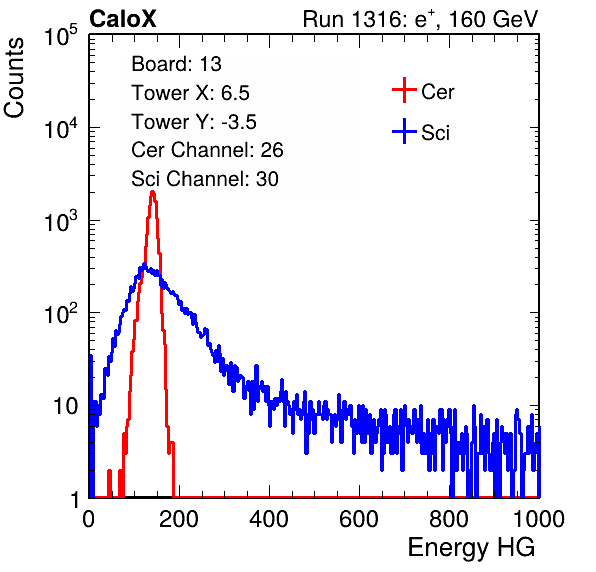 CaloX Run 1316: e⁺, 160 GeV
Counts
Board: 13
Tower X: 6.5
Tower Y: -3.5
Cer Channel: 26
Sci Channel: 30
Cer
Sci
10⁵
10⁴
10³
10²
10
1
0 200 400 600 800 1000
Energy HG